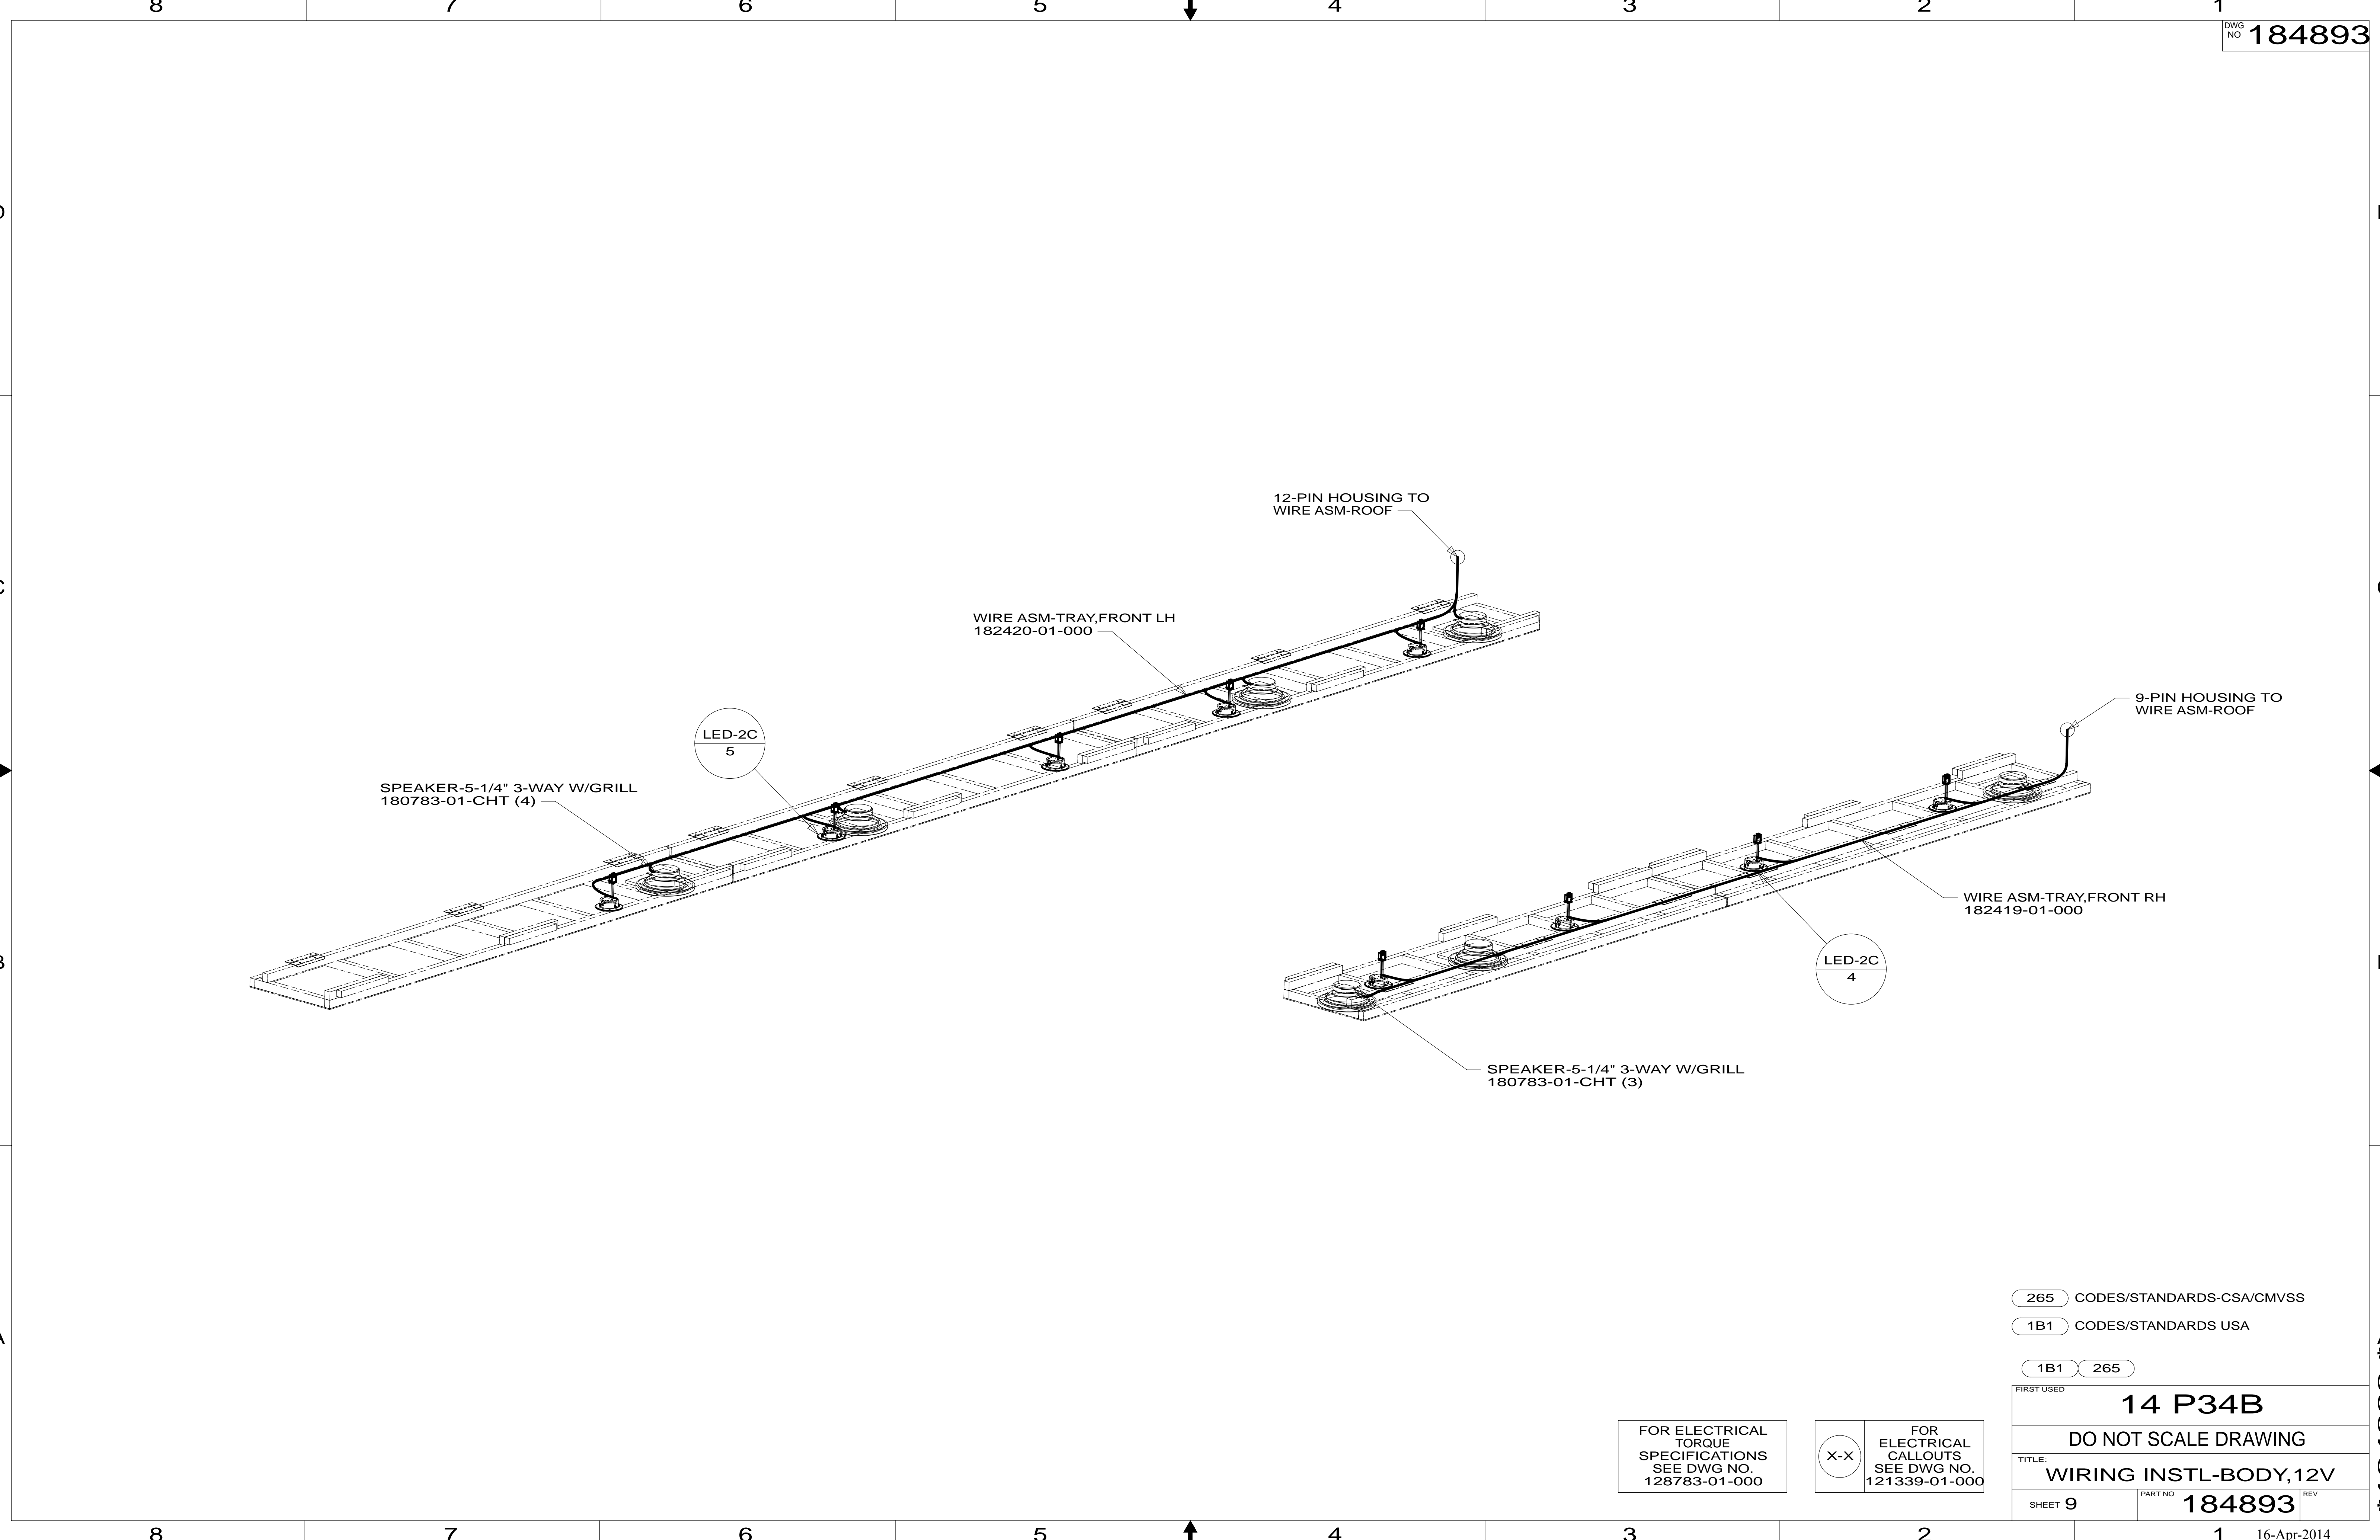 8 7 6 5 4 3 2 1
DWG
NO 184893
12-PIN HOUSING TO
WIRE ASM-ROOF
WIRE ASM-TRAY,FRONT LH
182420-01-000
9-PIN HOUSING TO
WIRE ASM-ROOF
LED-2C
5
SPEAKER-5-1/4" 3-WAY W/GRILL
180783-01-CHT (4)
WIRE ASM-TRAY,FRONT RH
182419-01-000
LED-2C
4
SPEAKER-5-1/4" 3-WAY W/GRILL
180783-01-CHT (3)
265 CODES/STANDARDS-CSA/CMVSS
1B1 CODES/STANDARDS USA
1B1 265
FIRST USED
14 P34B
DO NOT SCALE DRAWING
TITLE:
WIRING INSTL-BODY,12V
SHEET 9
PART NO 184893
REV
FOR ELECTRICAL
TORQUE
SPECIFICATIONS
SEE DWG NO.
128783-01-000
X-X
FOR
ELECTRICAL
CALLOUTS
SEE DWG NO.
121339-01-000
8 7 6 5 4 3 2 1
16-Apr-2014